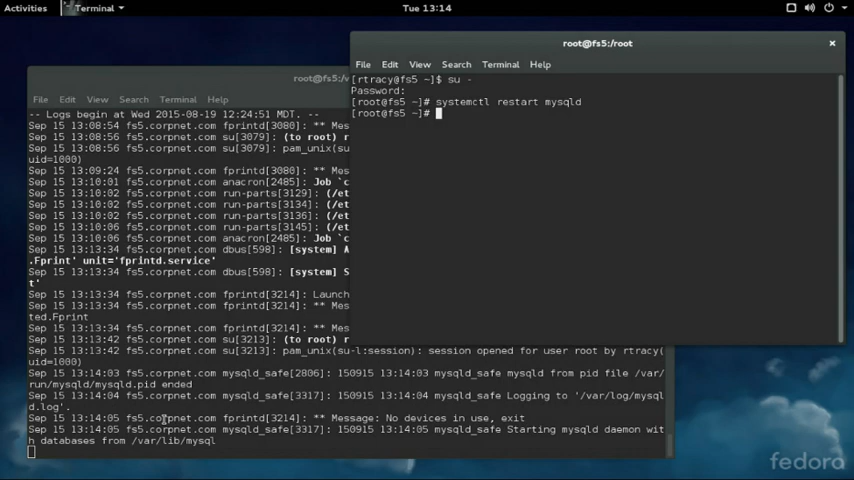 Activities
Terminal
Tue 13:14
root@fs5:/root
File Edit View Search Terminal Help
[rtracy@fs5 ~]$ su -
Password:
[root@fs5 ~]# systemctl restart mysqld
[root@fs5 ~]#
root@fs5:/v
File Edit View Search Terminal Help
-- Logs begin at Wed 2015-08-19 12:24:51 MDT. --
Sep 15 13:08:54 fs5.corpnet.com fprintd[3080]: ** Mes
Sep 15 13:08:56 fs5.corpnet.com su[3079]: (to root) r
Sep 15 13:08:56 fs5.corpnet.com su[3079]: pam_unix(su
uid=1000)
Sep 15 13:09:24 fs5.corpnet.com fprintd[3080]: ** Mes
Sep 15 13:10:01 fs5.corpnet.com anacron[2485]: Job `c
Sep 15 13:10:02 fs5.corpnet.com run-parts[3129]: (/et
Sep 15 13:10:02 fs5.corpnet.com run-parts[3134]: (/et
Sep 15 13:10:02 fs5.corpnet.com run-parts[3136]: (/et
Sep 15 13:10:06 fs5.corpnet.com run-parts[3145]: (/et
Sep 15 13:10:06 fs5.corpnet.com anacron[2485]: Job `c
Sep 15 13:13:34 fs5.corpnet.com dbus[598]: [system] A
.Fprint' unit='fprintd.service'
Sep 15 13:13:34 fs5.corpnet.com dbus[598]: [system] S
t'
Sep 15 13:13:34 fs5.corpnet.com fprintd[3214]: Launch
Sep 15 13:13:34 fs5.corpnet.com fprintd[3214]: ** Mes
ted.Fprint
Sep 15 13:13:34 fs5.corpnet.com fprintd[3214]: ** Mes
Sep 15 13:13:42 fs5.corpnet.com su[3213]: (to root) r
Sep 15 13:13:42 fs5.corpnet.com su[3213]: pam_unix(su-l:session): session opened for user root by rtracy(
uid=1000)
Sep 15 13:14:03 fs5.corpnet.com mysqld_safe[2806]: 150915 13:14:03 mysqld_safe mysqld from pid file /var/
run/mysqld/mysqld.pid ended
Sep 15 13:14:04 fs5.corpnet.com mysqld_safe[3317]: 150915 13:14:04 mysqld_safe Logging to '/var/log/mysql
d.log'.
Sep 15 13:14:05 fs5.corpnet.com fprintd[3214]: ** Message: No devices in use, exit
Sep 15 13:14:05 fs5.corpnet.com mysqld_safe[3317]: 150915 13:14:05 mysqld_safe Starting mysqld daemon wit
h databases from /var/lib/mysql
fedora